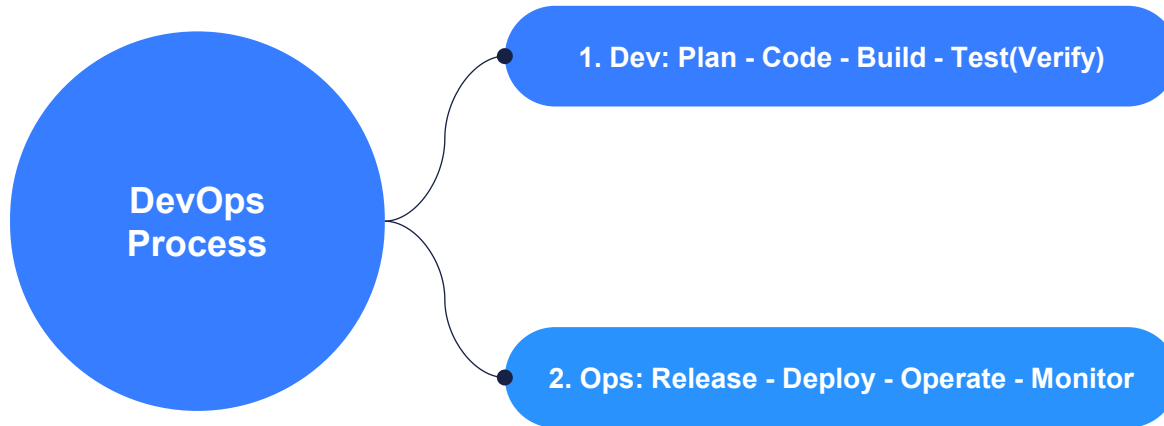 DevOps
Process
1. Dev: Plan - Code - Build - Test(Verify)
2. Ops: Release - Deploy - Operate - Monitor